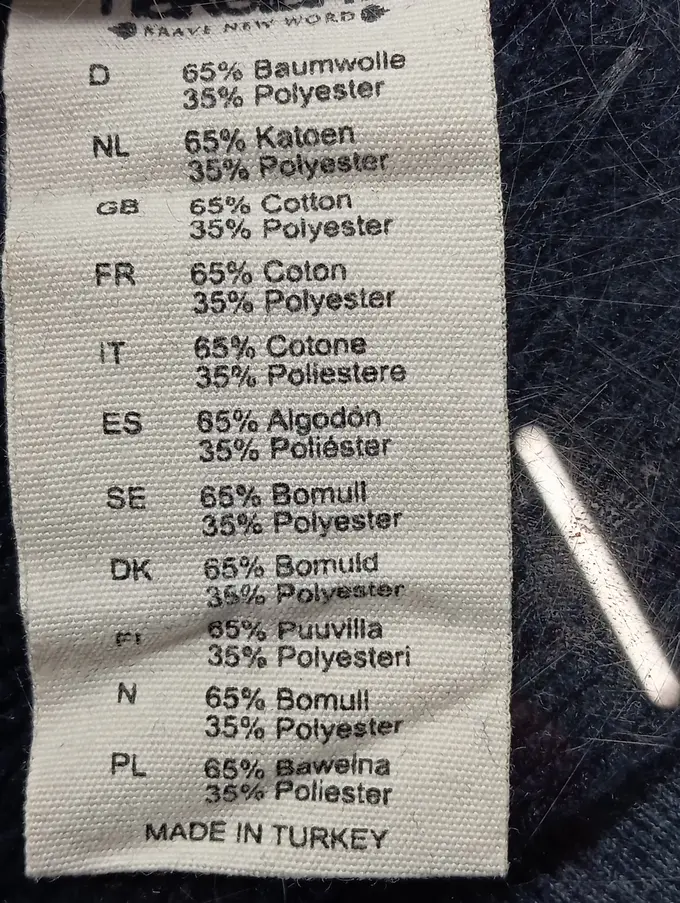 BRAVE NEW WORD
D 65% Baumwolle
35% Polyester
NL 65% Katoen
35% Polyester
GB 65% Cotton
35% Polyester
FR 65% Coton
35% Polyester
IT 65% Cotone
35% Poliestere
ES 65% Algodón
35% Poliéster
SE 65% Bomull
35% Polyester
DK 65% Bomuld
35% Polyester
FI 65% Puuvilla
35% Polyesteri
N 65% Bomull
35% Polyester
PL 65% Bawelna
35% Poliester
MADE IN TURKEY